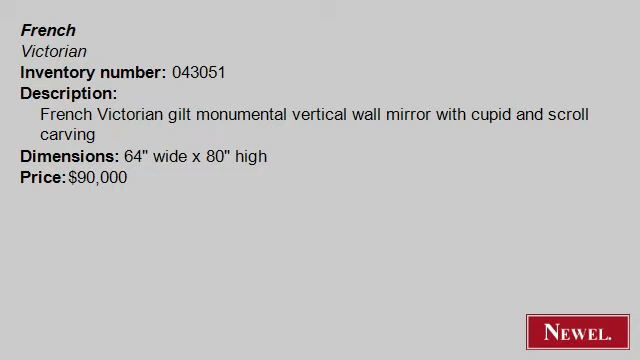 French
Victorian
Inventory number: 043051
Description:
French Victorian gilt monumental vertical wall mirror with cupid and scroll
carving
Dimensions: 64" wide x 80" high
Price:$90,000
NEWEL.